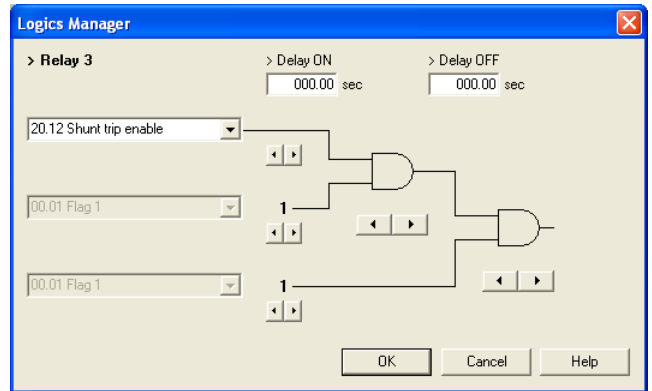 Logics Manager
> Relay 3
> Delay ON
> Delay OFF
000.00 sec
000.00 sec
20.12 Shunt trip enable
00.01 Flag 1
1
00.01 Flag 1
1
OK
Cancel
Help